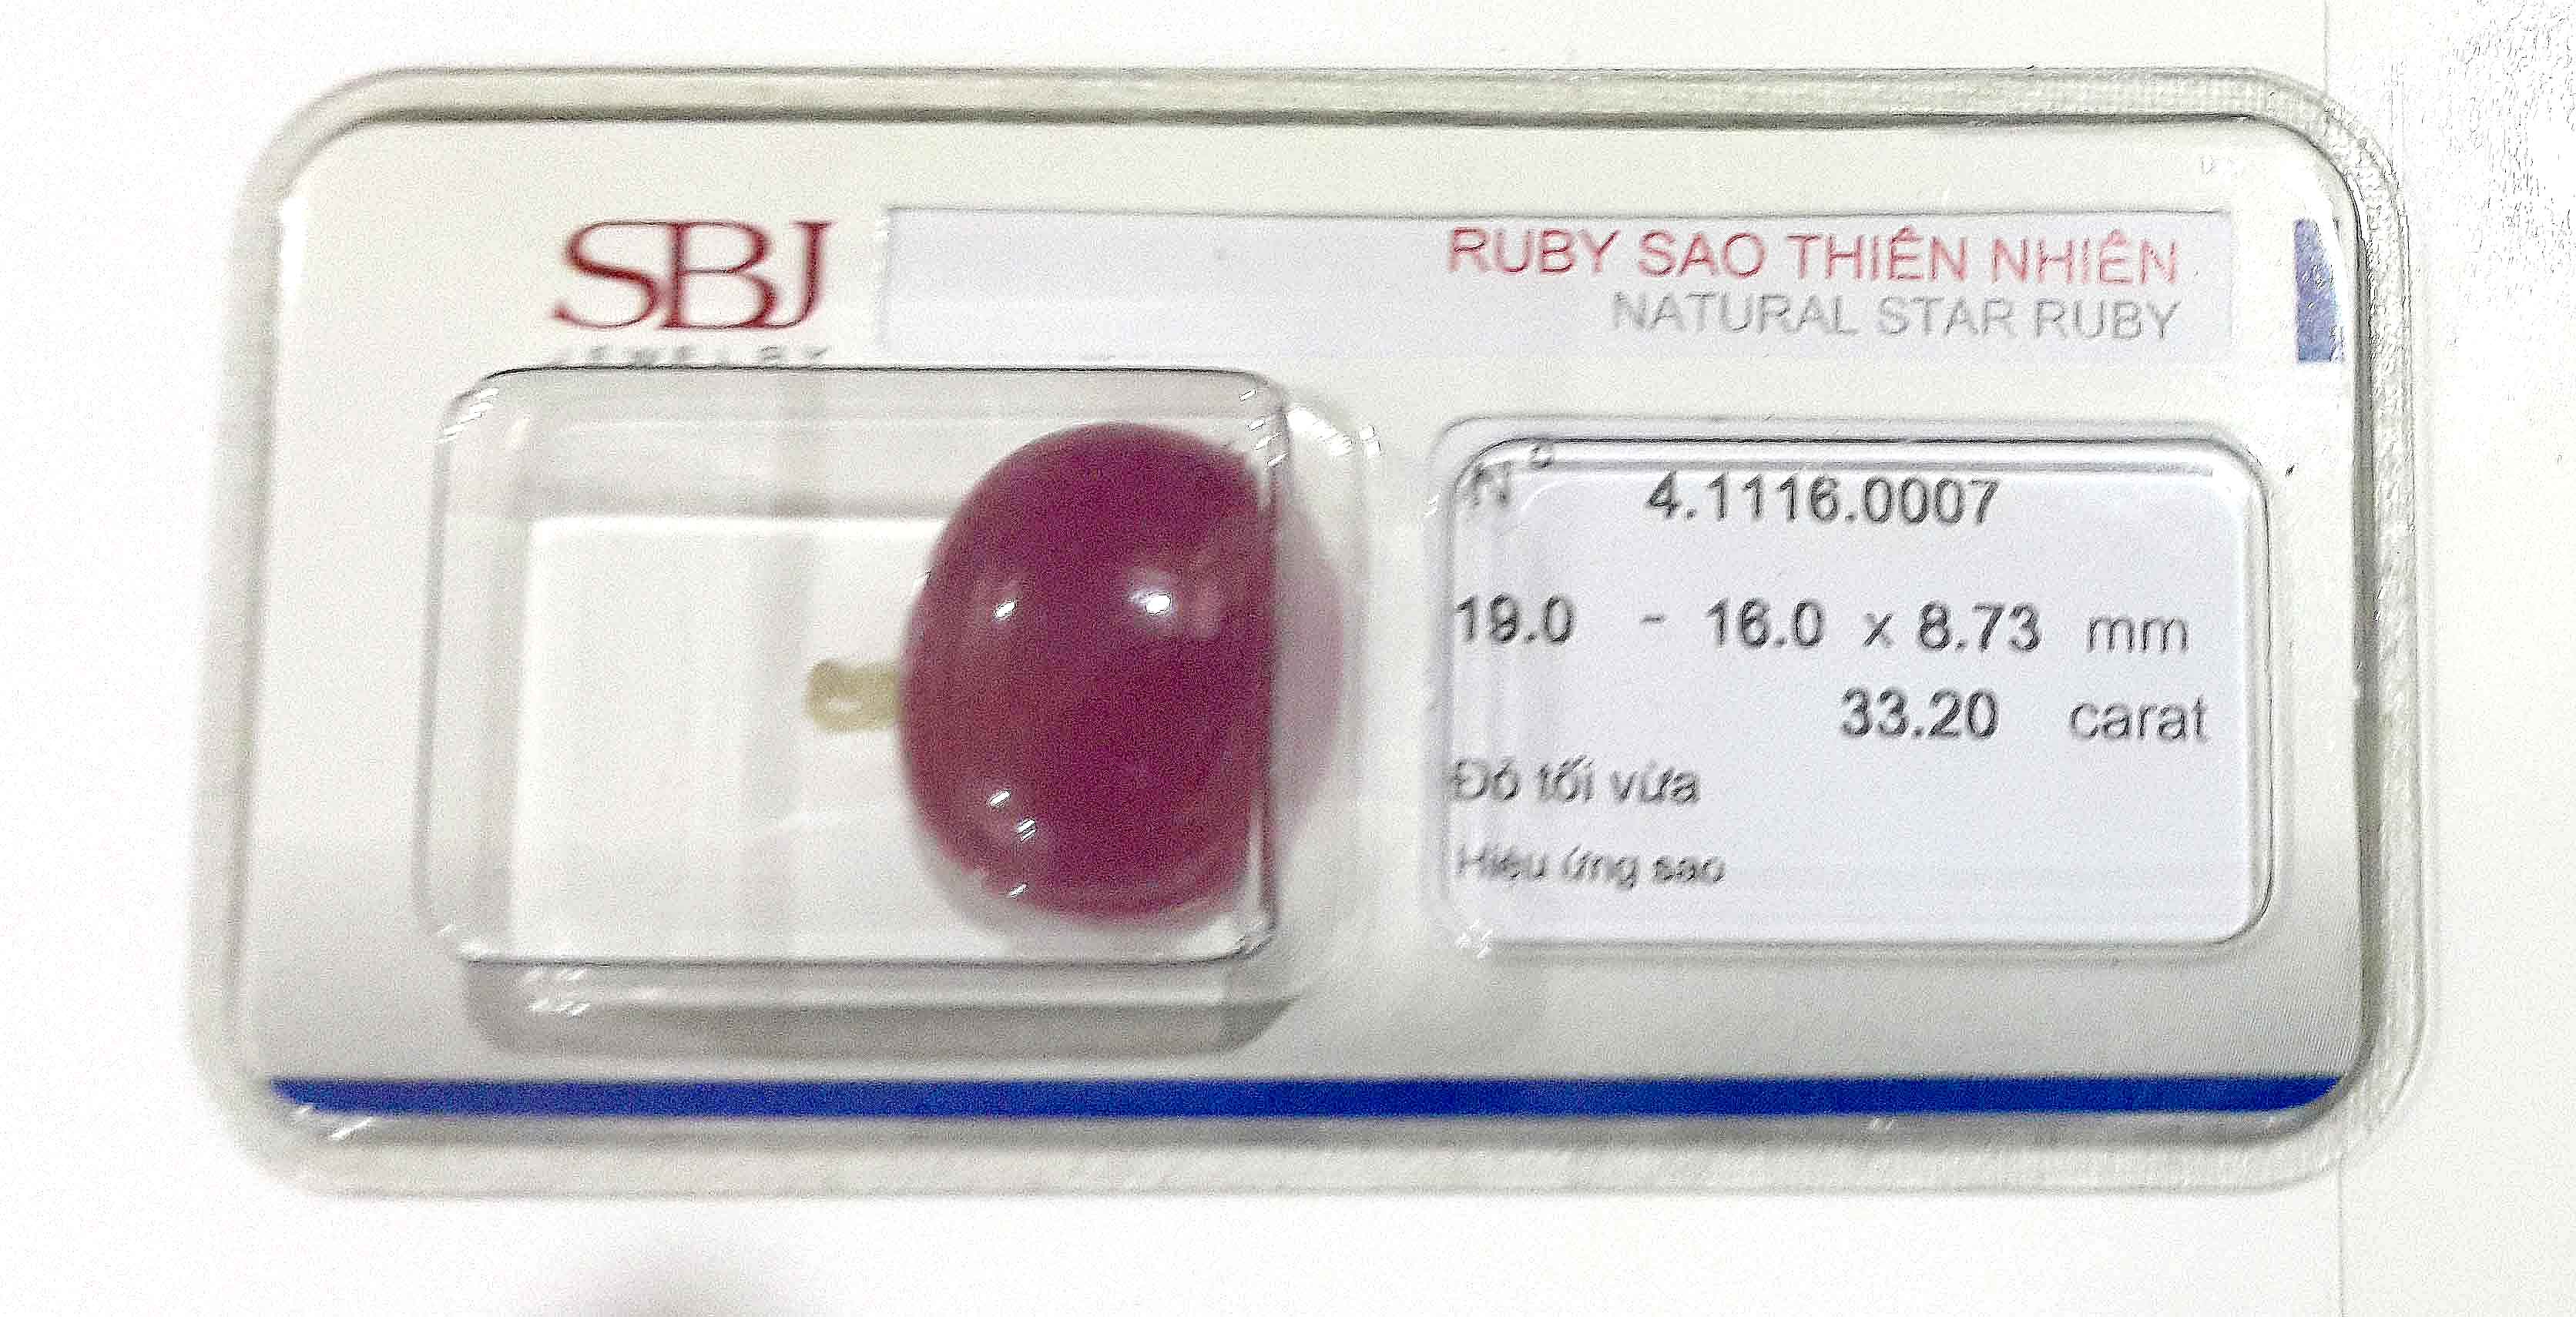 SBJ
JEWELRY
RUBY SAO THIÊN NHIÊN
NATURAL STAR RUBY
N° 4.1116.0007
19.0 - 16.0 x 8.73 mm
33.20 carat
Đỏ tối vừa
Hiệu ứng sao